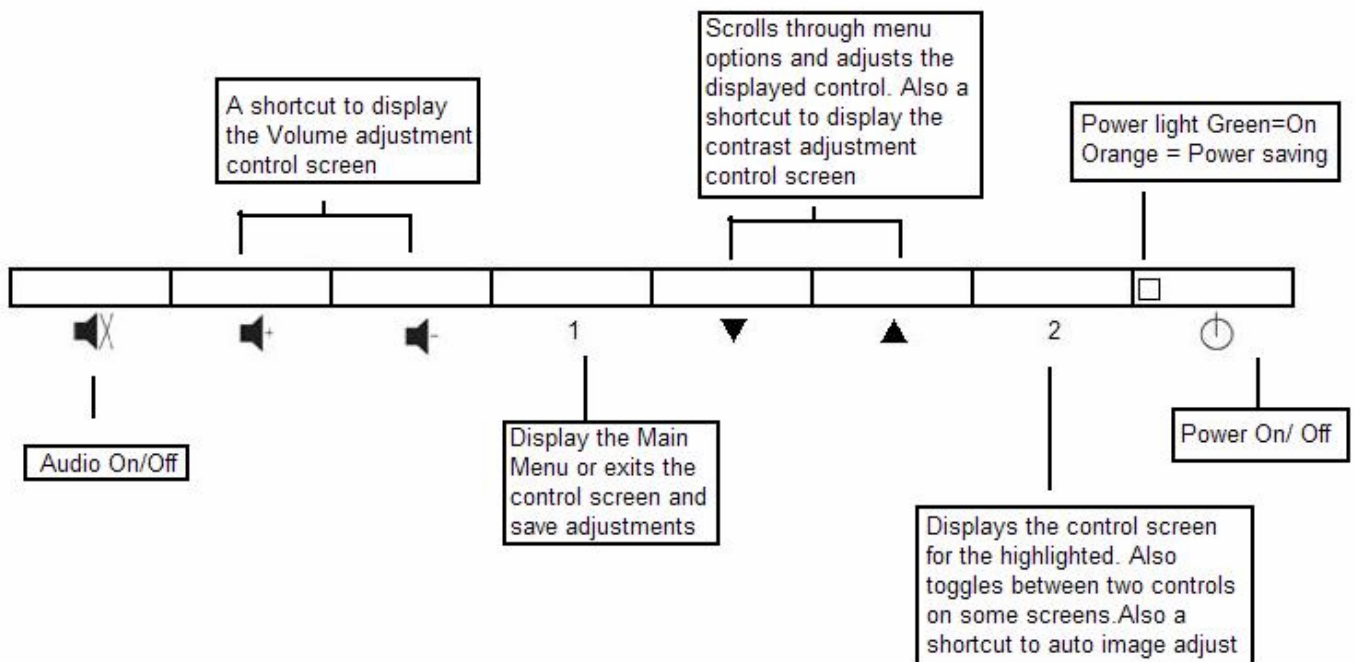 Scrolls through menu
options and adjusts the
displayed control. Also a
shortcut to display the
contrast adjustment
control screen
A shortcut to display
the Volume adjustment
control screen
Power light Green=On
Orange = Power saving
+
-
1
2
Audio On/Off
Display the Main
Menu or exits the
control screen and
save adjustments
Power On/ Off
Displays the control screen
for the highlighted. Also
toggles between two controls
on some screens.Also a
shortcut to auto image adjust